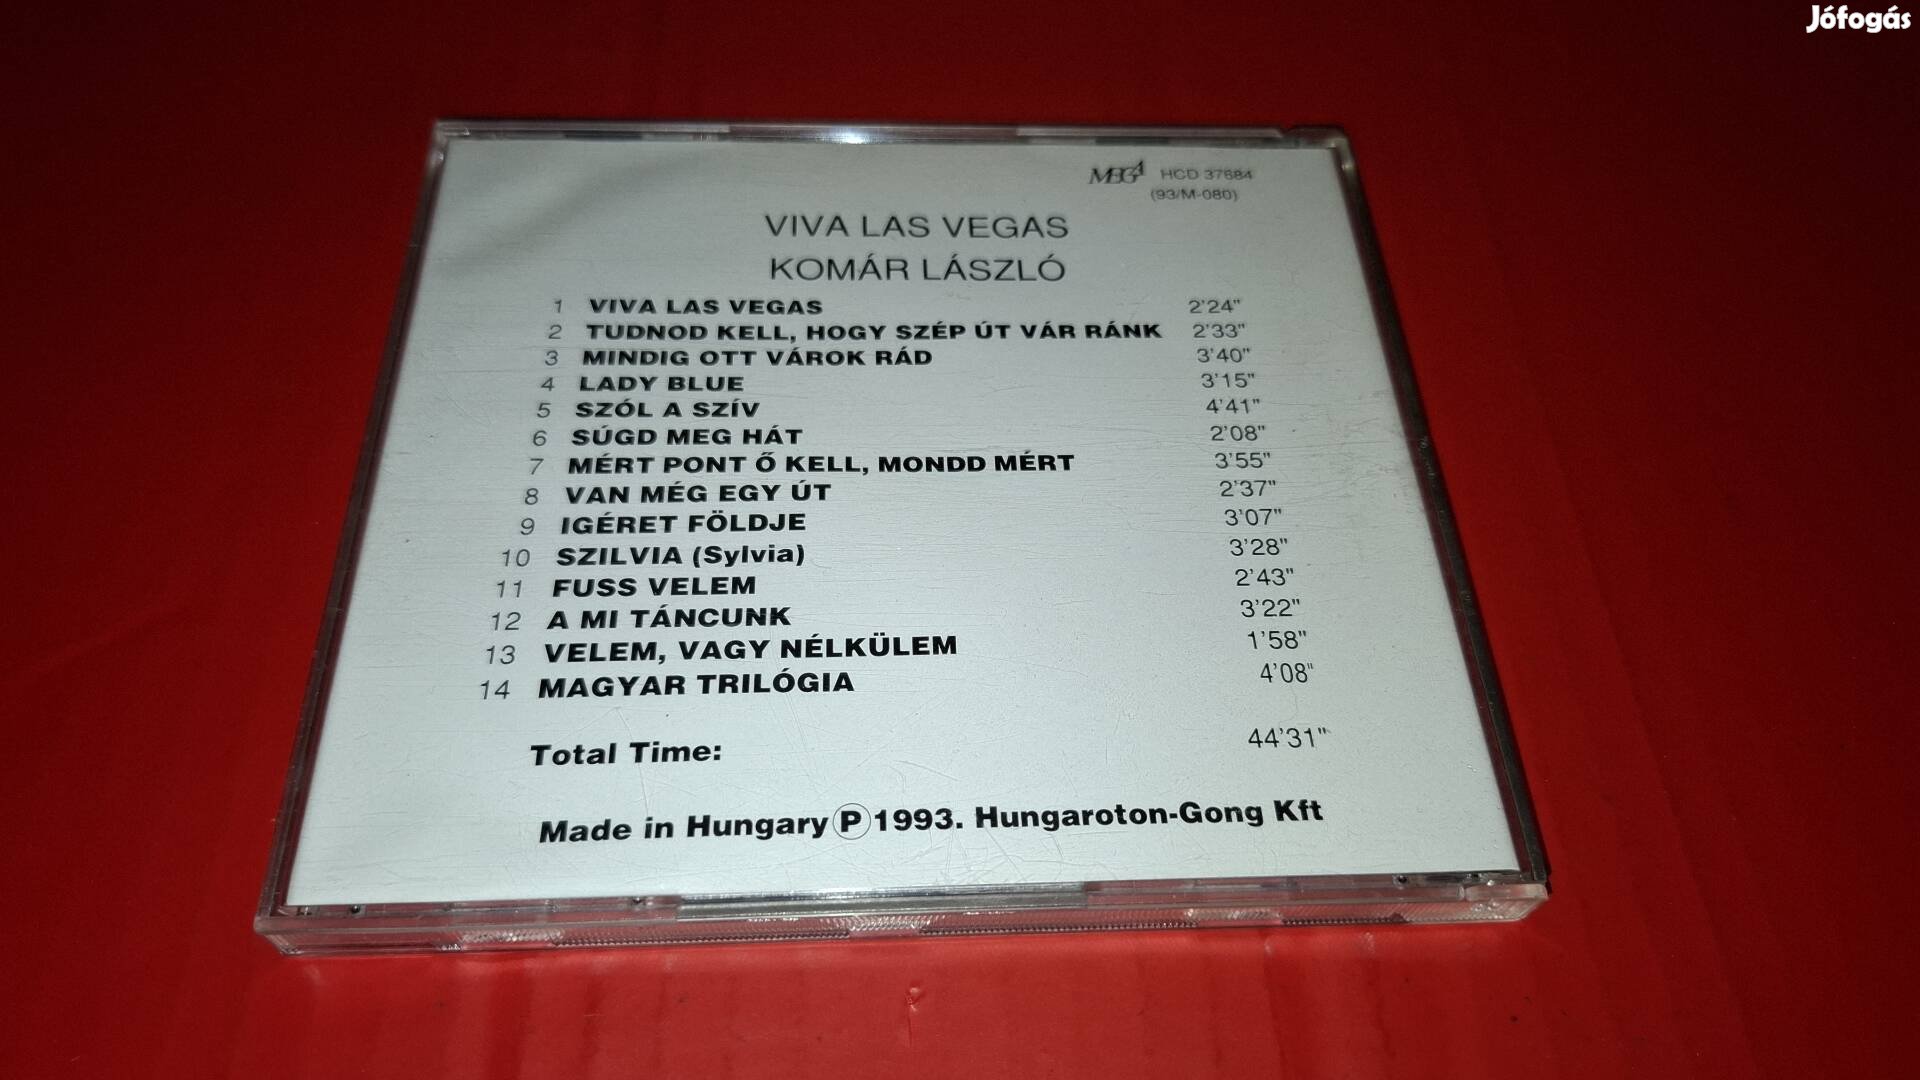 Jófogás
MEGA HCD 37684
(93/M-080)
VIVA LAS VEGAS
KOMÁR LÁSZLÓ
1 VIVA LAS VEGAS 2'24"
2 TUDNOD KELL, HOGY SZÉP ÚT VÁR RÁNK 2'33"
3 MINDIG OTT VÁROK RÁD 3'40"
4 LADY BLUE 3'15"
5 SZÓL A SZÍV 4'41"
6 SÚGD MEG HÁT 2'08"
7 MÉRT PONT Ő KELL, MONDD MÉRT 3'55"
8 VAN MÉG EGY ÚT 2'37"
9 IGÉRET FÖLDJE 3'07"
10 SZILVIA (Sylvia) 3'28"
11 FUSS VELEM 2'43"
12 A MI TÁNCUNK 3'22"
13 VELEM, VAGY NÉLKÜLEM 1'58"
14 MAGYAR TRILÓGIA 4'08"
Total Time: 44'31"
Made in Hungary Ⓟ 1993. Hungaroton-Gong Kft